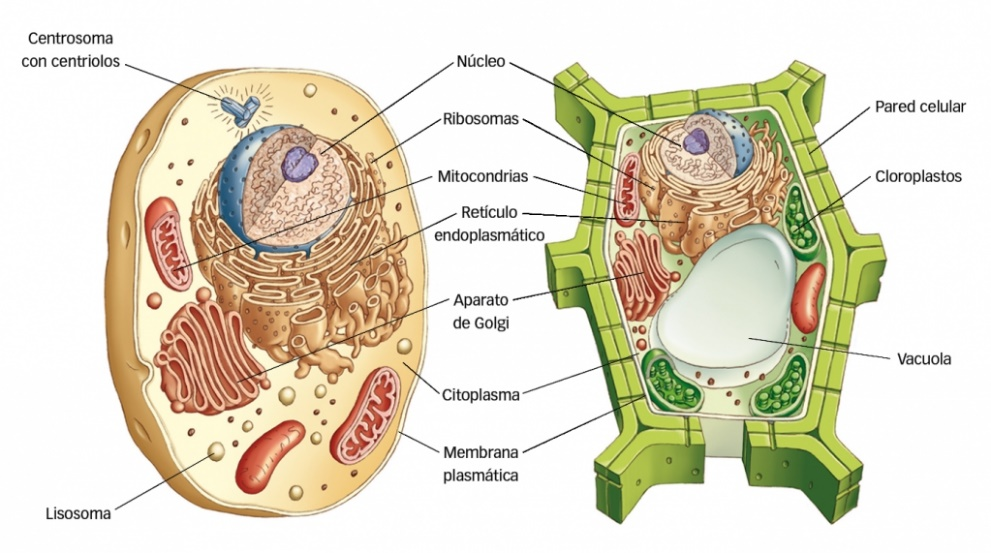 Centrosoma
con centriolos
Núcleo
Ribosomas
Mitocondrias
Retículo
endoplasmático
Aparato
de Golgi
Citoplasma
Membrana
plasmática
Lisosoma
Pared celular
Cloroplastos
Vacuola